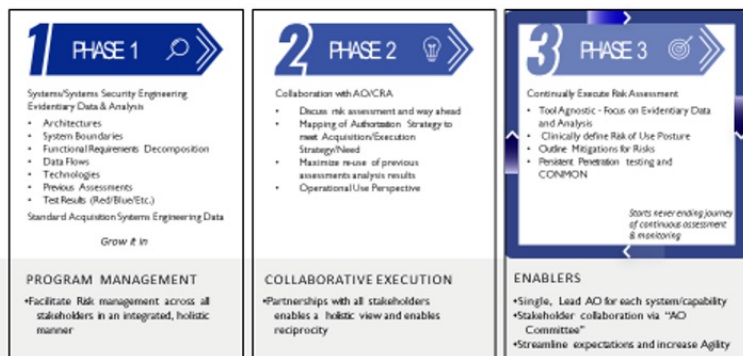 1 PHASE 1
Systems/Systems Security Engineering
Evidentiary Data & Analysis
• Architectures
• System Boundaries
• Functional Requirements Decomposition
• Data Flows
• Technologies
• Previous Assessments
• Test Results (Red/Blue/Etc.)
Standard Acquisition Systems Engineering Data
Grow it in
PROGRAM MANAGEMENT
•Facilitate Risk management across all
stakeholders in an integrated, holistic
manner
2 PHASE 2
Collaboration with AO/CRA
• Discuss risk assessment and way ahead
• Mapping of Authorization Strategy to
meet Acquisition/Execution
Strategy/Need
• Maximize re-use of previous
assessments analysis results
• Operational Use Perspective
COLLABORATIVE EXECUTION
•Partnerships with all stakeholders
enables a holistic view and enables
reciprocity
3 PHASE 3
Continually Execute Risk Assessment
• Tool Agnostic - Focus on Evidentiary Data
and Analysis
• Clinically define Risk of Use Posture
• Outline Mitigations for Risks
• Persistent Penetration testing and
CONMON
Starts never ending journey
of continuous assessment
& monitoring
ENABLERS
•Single, Lead AO for each system/capability
•Stakeholder collaboration via "AO
Committee"
•Streamline expectations and increase Agility